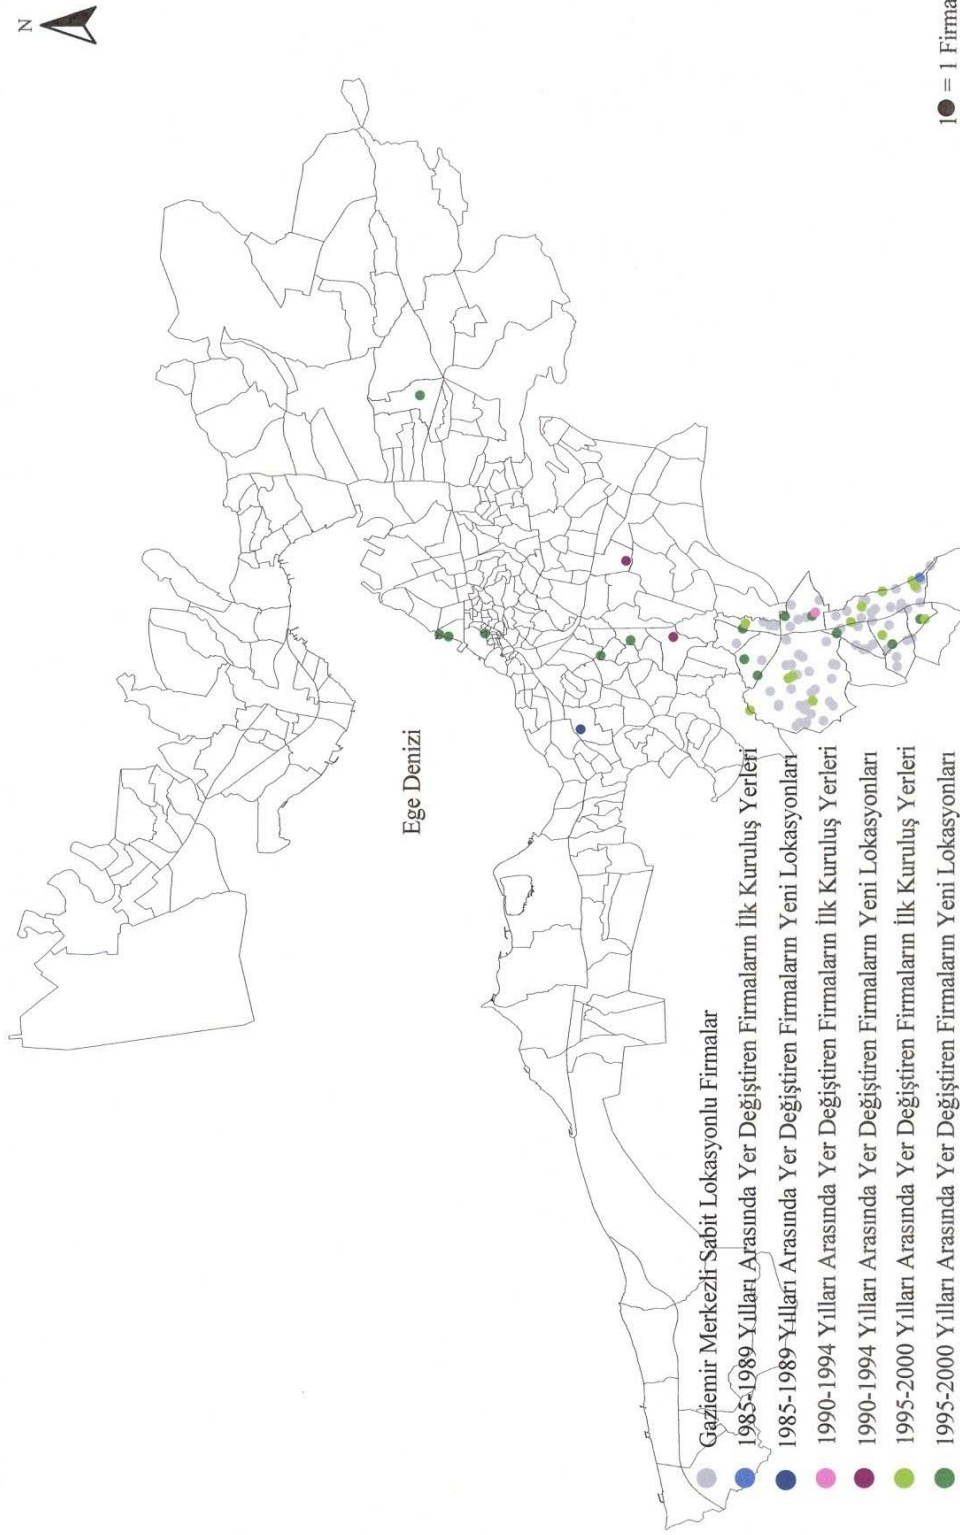 N
Ege Denizi
Gaziemir Merkezli Sabit Lokasyonlu Firmalar
1985-1989 Yılları Arasında Yer Değiştiren Firmaların İlk Kuruluş Yerleri
1985-1989 Yılları Arasında Yer Değiştiren Firmaların Yeni Lokasyonları
1990-1994 Yılları Arasında Yer Değiştiren Firmaların İlk Kuruluş Yerleri
1990-1994 Yılları Arasında Yer Değiştiren Firmaların Yeni Lokasyonları
1995-2000 Yılları Arasında Yer Değiştiren Firmaların İlk Kuruluş Yerleri
1995-2000 Yılları Arasında Yer Değiştiren Firmaların Yeni Lokasyonları
1● = 1 Firma